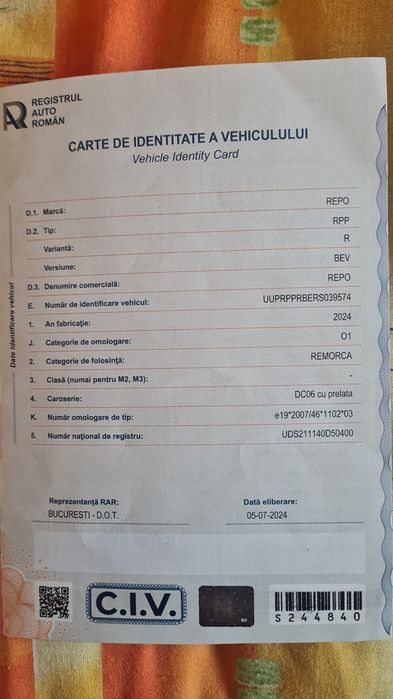 REGISTRUL
AUTO
ROMÂN
CARTE DE IDENTITATE A VEHICULULUI
Vehicle Identity Card
Date identificare vehicul
D.1. Marcă: REPO
D.2. Tip: RPP
Variantă: R
Versiune: BEV
D.3. Denumire comercială: REPO
E. Număr de identificare vehicul: UUPRPPRBERS039574
1. An fabricaţie: 2024
J. Categorie de omologare: O1
2. Categorie de folosinţă: REMORCA
3. Clasă (numai pentru M2, M3): -
4. Caroserie: DC06 cu prelata
K. Număr omologare de tip: e19*2007/46*1102*03
5. Număr naţional de registru: UDS211140D50400
Reprezentanţă RAR: Dată eliberare:
BUCURESTI - D.O.T. 05-07-2024
C.I.V.
S244840